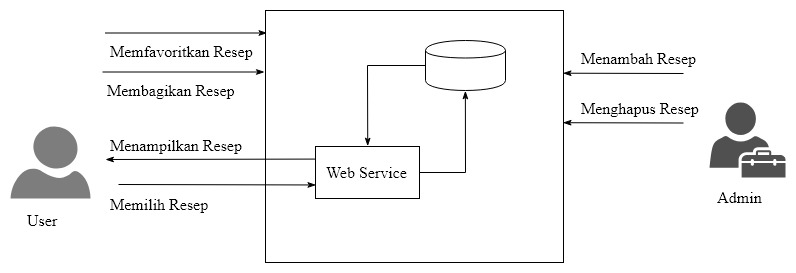 Memfavoritkan Resep
Membagikan Resep
Menampilkan Resep
Memilih Resep
User
Web Service
Menambah Resep
Menghapus Resep
Admin